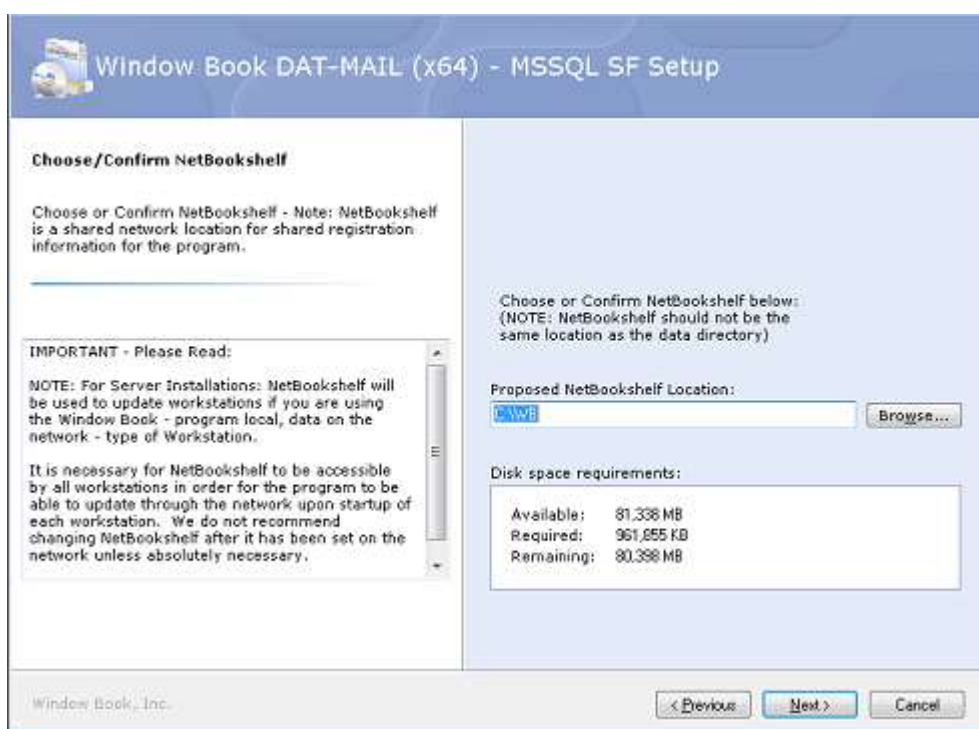 Window Book DAT-MAIL (x64) - MSSQL SF Setup
Choose/Confirm NetBookshelf
Choose or Confirm NetBookshelf - Note: NetBookshelf
is a shared network location for shared registration
information for the program.
IMPORTANT - Please Read:
NOTE: For Server Installations: NetBookshelf will
be used to update workstations if you are using
the Window Book - program local, data on the
network - type of Workstation.
It is necessary for NetBookshelf to be accessible
by all workstations in order for the program to be
able to update through the network upon startup of
each workstation. We do not recommend
changing NetBookshelf after it has been set on the
network unless absolutely necessary.
Choose or Confirm NetBookshelf below:
(NOTE: NetBookshelf should not be the
same location as the data directory)
Proposed NetBookshelf Location:
C:\WB
Browse...
Disk space requirements:
Available: 81,338 MB
Required: 961,855 KB
Remaining: 80,398 MB
Window Book, Inc.
< Previous
Next >
Cancel